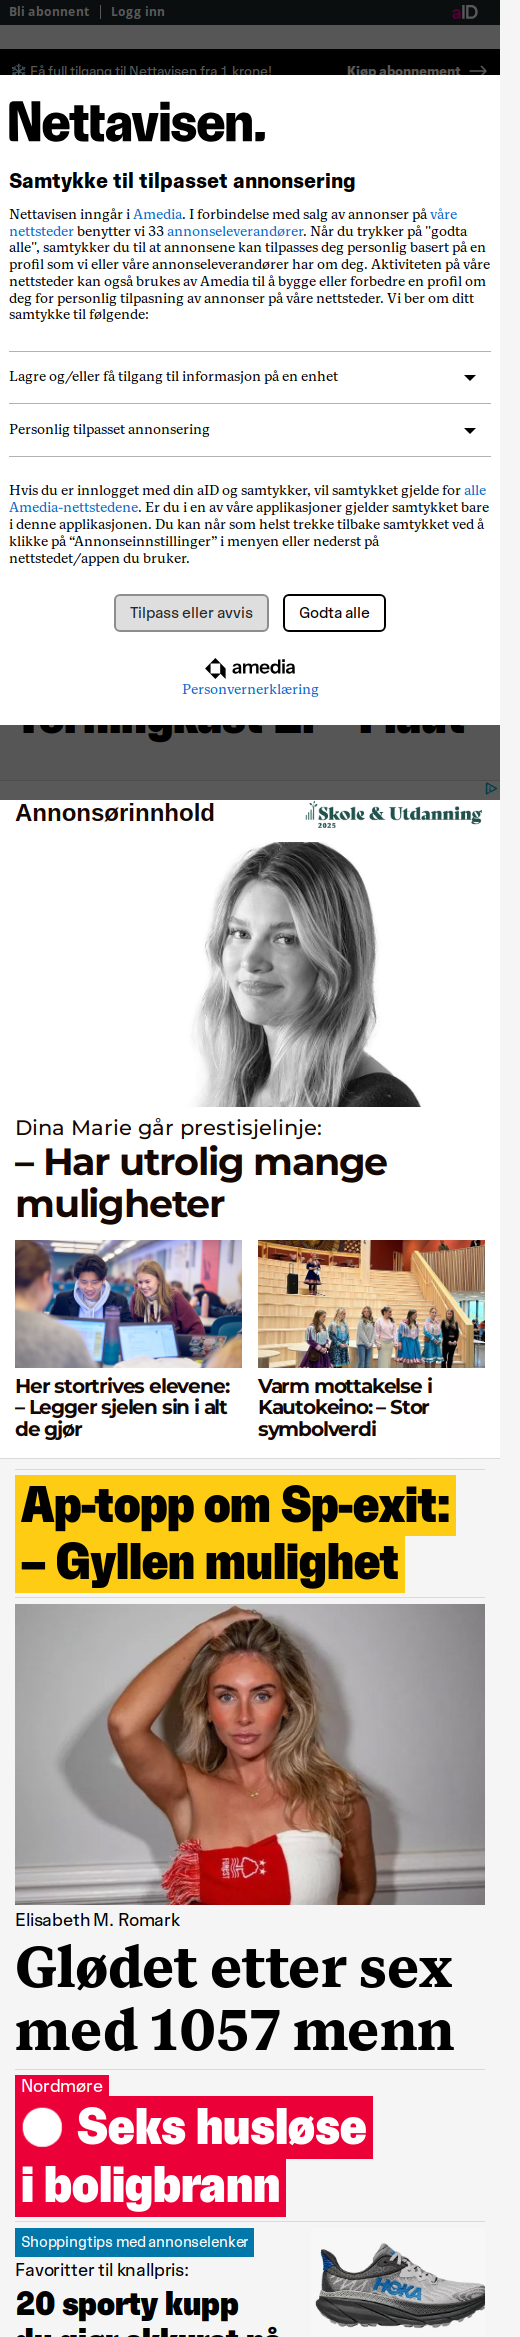 Bli abonnent | Logg inn
aID
Få full tilgang til Nettavisen fra 1 krone!
Kjøp abonnement
Nettavisen.
Samtykke til tilpasset annonsering
Nettavisen inngår i Amedia. I forbindelse med salg av annonser på våre
nettsteder benytter vi 33 annonseleverandører. Når du trykker på "godta
alle", samtykker du til at annonsene kan tilpasses deg personlig basert på en
profil som vi eller våre annonseleverandører har om deg. Aktiviteten på våre
nettsteder kan også brukes av Amedia til å bygge eller forbedre en profil om
deg for personlig tilpasning av annonser på våre nettsteder. Vi ber om ditt
samtykke til følgende:
Lagre og/eller få tilgang til informasjon på en enhet
Personlig tilpasset annonsering
Hvis du er innlogget med din aID og samtykker, vil samtykket gjelde for alle
Amedia-nettstedene. Er du i en av våre applikasjoner gjelder samtykket bare
i denne applikasjonen. Du kan når som helst trekke tilbake samtykket ved å
klikke på “Annonseinnstillinger” i menyen eller nederst på
nettstedet/appen du bruker.
Tilpass eller avvis
Godta alle
amedia
Personvernerklæring
Annonsørinnhold
Skole & Utdanning
2025
Dina Marie går prestisjelinje:
– Har utrolig mange
muligheter
Her stortrives elevene:
– Legger sjelen sin i alt
de gjør
Varm mottakelse i
Kautokeino: – Stor
symbolverdi
Ap-topp om Sp-exit:
– Gyllen mulighet
Elisabeth M. Romark
Glødet etter sex
med 1057 menn
Nordmøre
Seks husløse
i boligbrann
Shoppingtips med annonselenker
Favoritter til knallpris:
HOKA
20 sporty kupp